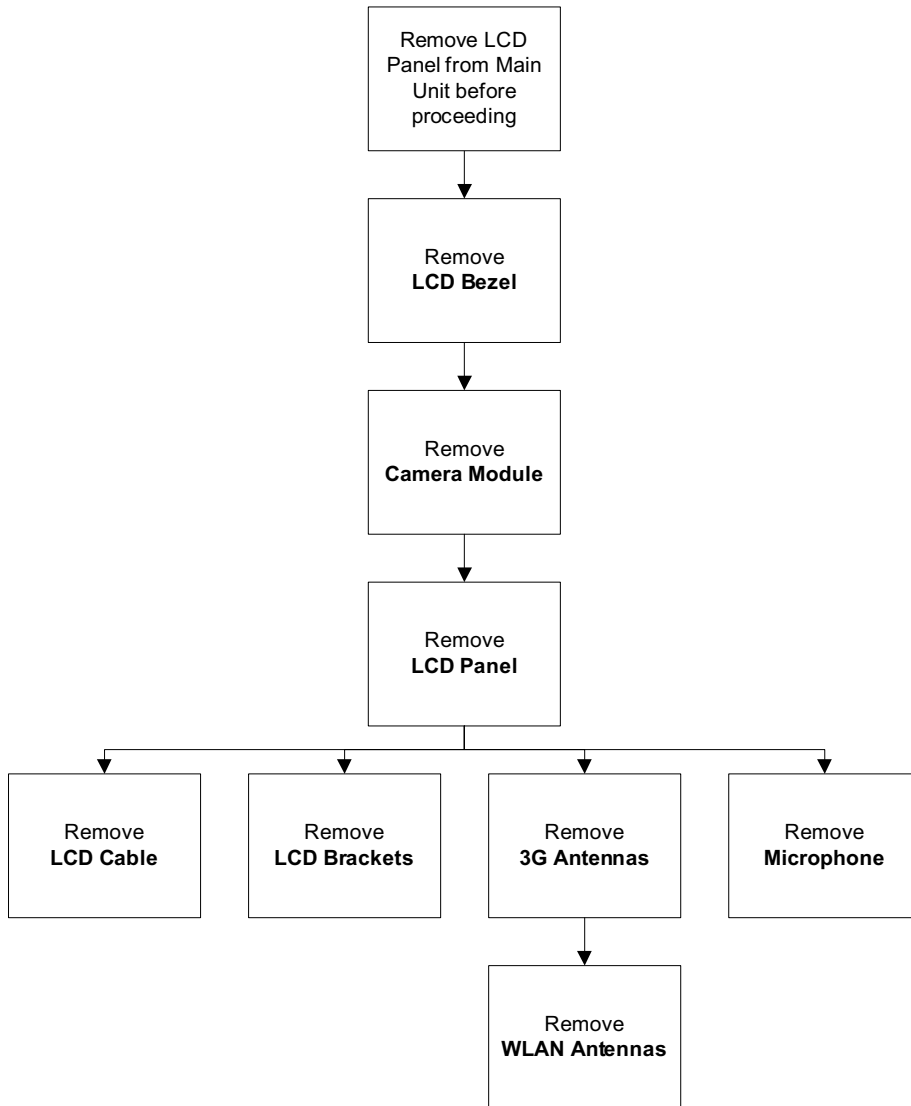 Remove LCD
Panel from Main
Unit before
proceeding
Remove
LCD Bezel
Remove
Camera Module
Remove
LCD Panel
Remove
LCD Cable
Remove
LCD Brackets
Remove
3G Antennas
Remove
Microphone
Remove
WLAN Antennas